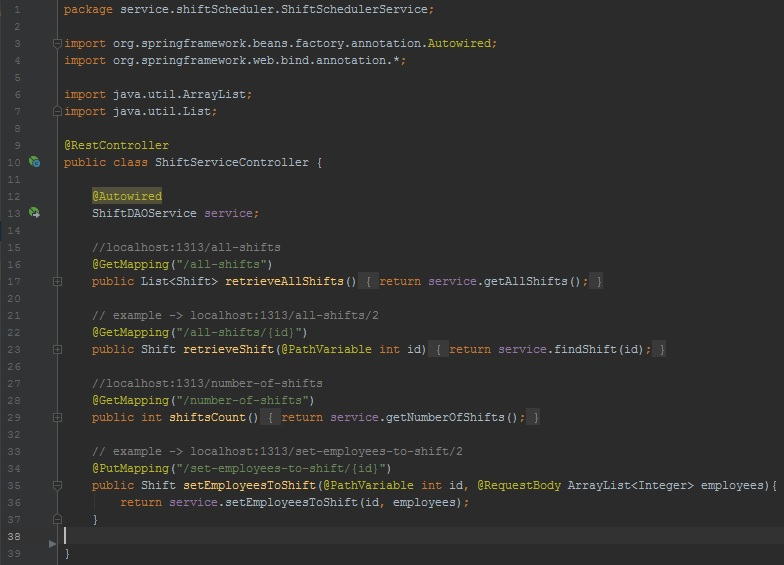 1 package service.shiftScheduler.ShiftSchedulerService;
2
3 import org.springframework.beans.factory.annotation.Autowired;
4 import org.springframework.web.bind.annotation.*;
5
6 import java.util.ArrayList;
7 import java.util.List;
8
9 @RestController
10 public class ShiftServiceController {
11
12 @Autowired
13 ShiftDAOService service;
14
15 //localhost:1313/all-shifts
16 @GetMapping("/all-shifts")
17 public List<Shift> retrieveAllShifts() { return service.getAllShifts(); }
20
21 // example -> localhost:1313/all-shifts/2
22 @GetMapping("/all-shifts/{id}")
23 public Shift retrieveShift(@PathVariable int id) { return service.findShift(id); }
26
27 //localhost:1313/number-of-shifts
28 @GetMapping("/number-of-shifts")
29 public int shiftsCount() { return service.getNumberOfShifts(); }
32
33 // example -> localhost:1313/set-employees-to-shift/2
34 @PutMapping("/set-employees-to-shift/{id}")
35 public Shift setEmployeesToShift(@PathVariable int id, @RequestBody ArrayList<Integer> employees){
36 return service.setEmployeesToShift(id, employees);
37 }
38
39 }